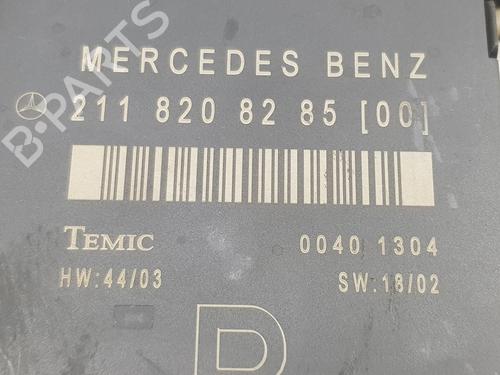 MERCEDES BENZ
211 820 82 85 [00]
TEMIC 0040 1304
HW:44/03 SW:18/02
B-PARTS